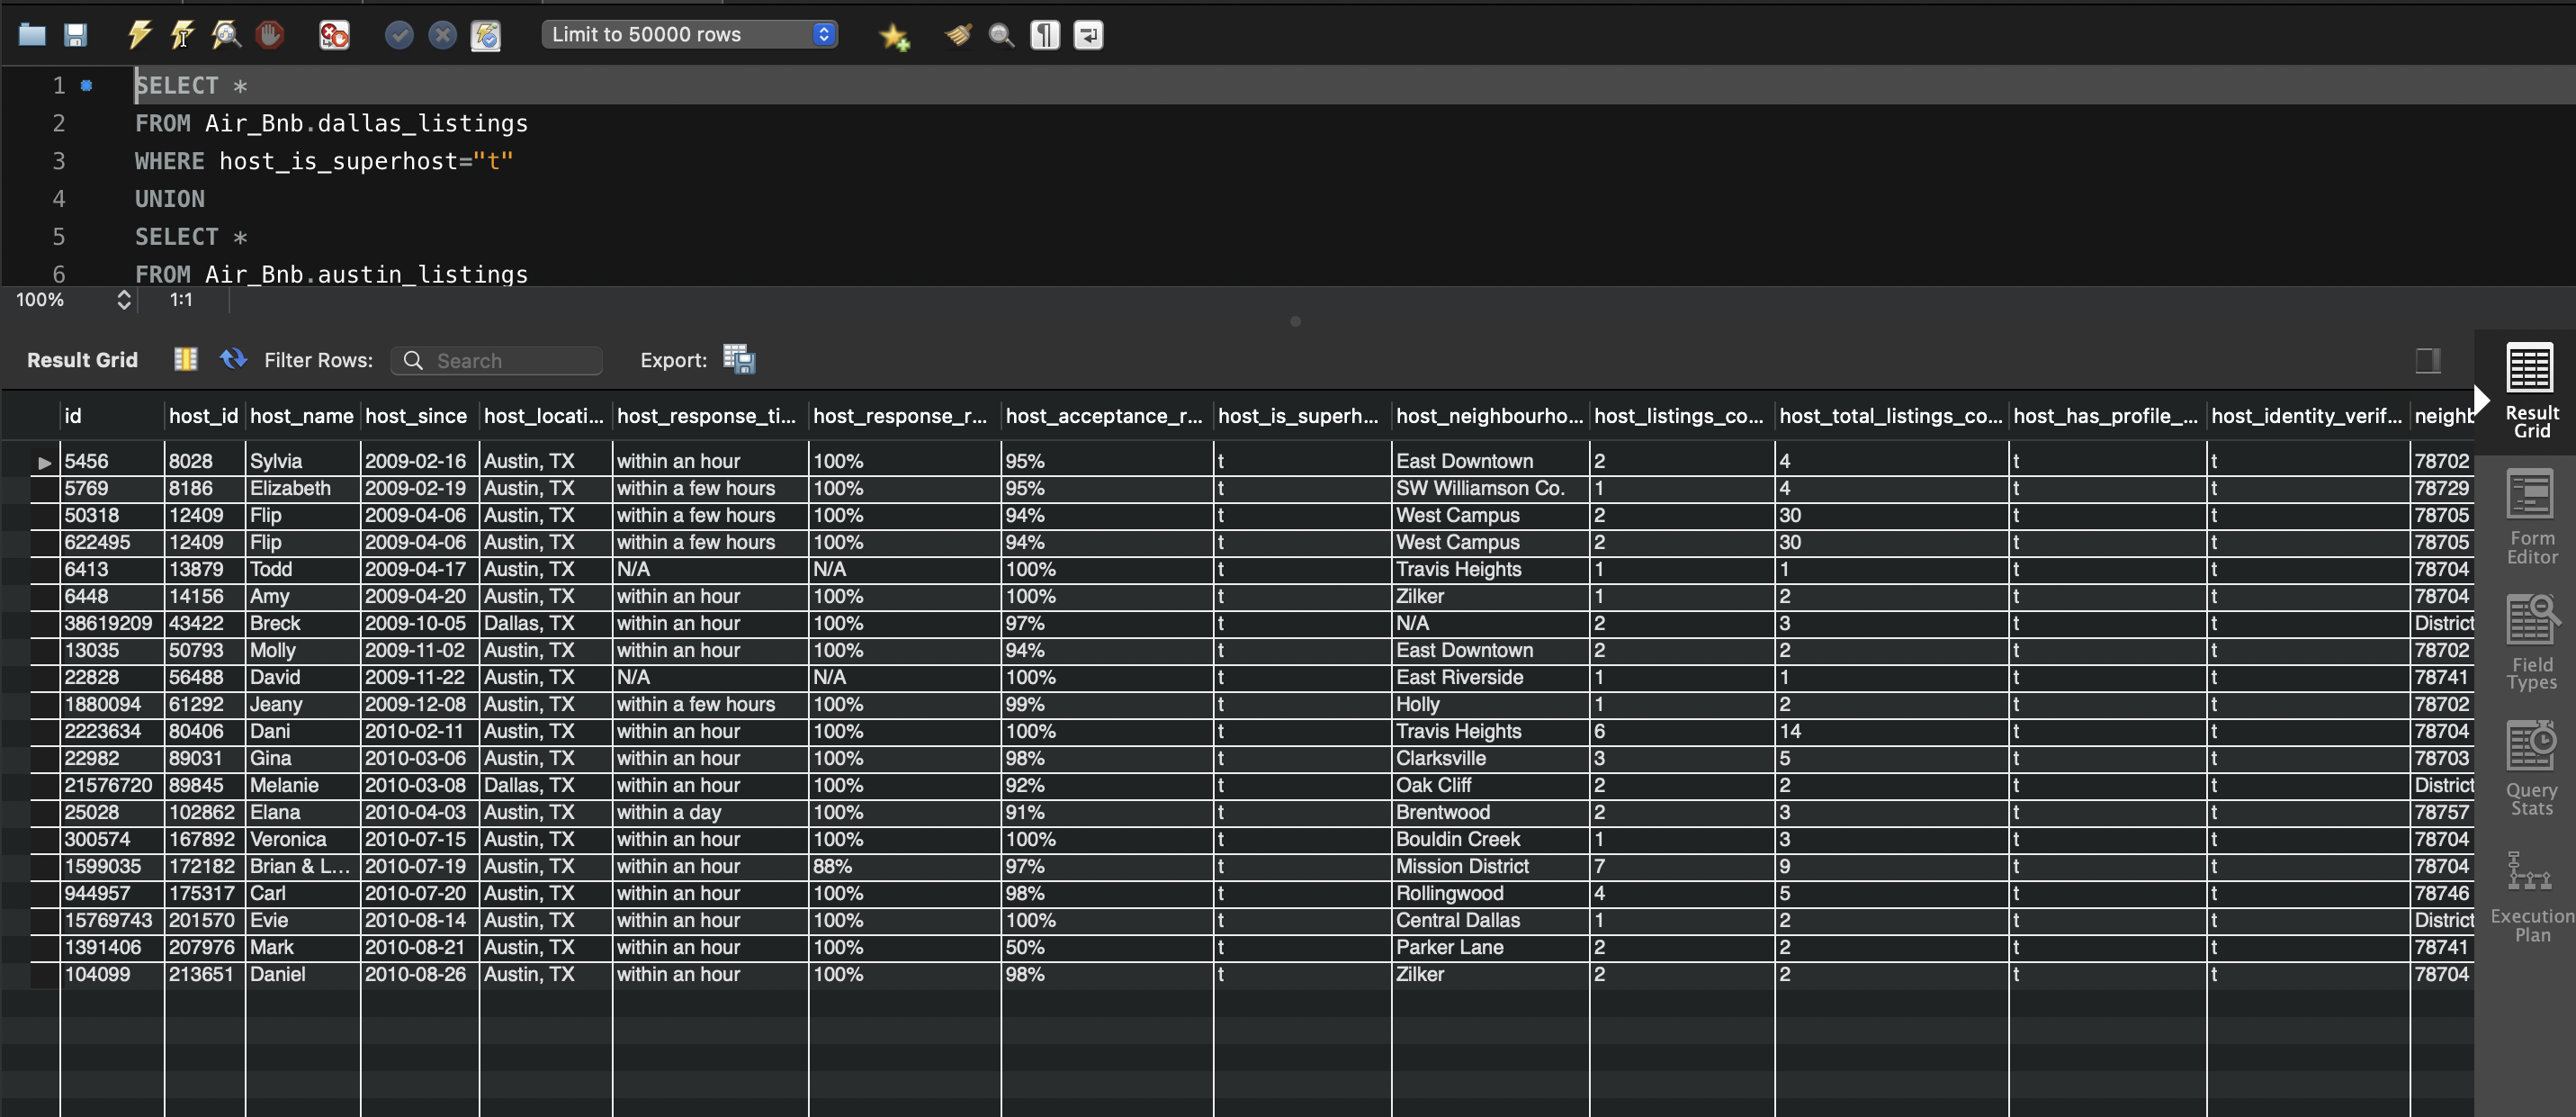 Limit to 50000 rows
1 SELECT *
2 FROM Air_Bnb.dallas_listings
3 WHERE host_is_superhost="t"
4 UNION
5 SELECT *
6 FROM Air_Bnb.austin_listings
100% 1:1
Result Grid Filter Rows: Search Export:
id host_id host_name host_since host_locati... host_response_ti... host_response_r... host_acceptance_r... host_is_superh... host_neighbourho... host_listings_co... host_total_listings_co... host_has_profile_... host_identity_verif... neighb
5456 8028 Sylvia 2009-02-16 Austin, TX within an hour 100% 95% t East Downtown 2 4 t t 78702
5769 8186 Elizabeth 2009-02-19 Austin, TX within a few hours 100% 95% t SW Williamson Co. 1 4 t t 78729
50318 12409 Flip 2009-04-06 Austin, TX within a few hours 100% 94% t West Campus 2 30 t t 78705
622495 12409 Flip 2009-04-06 Austin, TX within a few hours 100% 94% t West Campus 2 30 t t 78705
6413 13879 Todd 2009-04-17 Austin, TX N/A N/A 100% t Travis Heights 1 1 t t 78704
6448 14156 Amy 2009-04-20 Austin, TX within an hour 100% 100% t Zilker 1 2 t t 78704
38619209 43422 Breck 2009-10-05 Dallas, TX within an hour 100% 97% t N/A 2 3 t t District
13035 50793 Molly 2009-11-02 Austin, TX within an hour 100% 94% t East Downtown 2 2 t t 78702
22828 56488 David 2009-11-22 Austin, TX N/A N/A 100% t East Riverside 1 1 t t 78741
1880094 61292 Jeany 2009-12-08 Austin, TX within a few hours 100% 99% t Holly 1 2 t t 78702
2223634 80406 Dani 2010-02-11 Austin, TX within an hour 100% 100% t Travis Heights 6 14 t t 78704
22982 89031 Gina 2010-03-06 Austin, TX within an hour 100% 98% t Clarksville 3 5 t t 78703
21576720 89845 Melanie 2010-03-08 Dallas, TX within an hour 100% 92% t Oak Cliff 2 2 t t District
25028 102862 Elana 2010-04-03 Austin, TX within a day 100% 91% t Brentwood 2 3 t t 78757
300574 167892 Veronica 2010-07-15 Austin, TX within an hour 100% 100% t Bouldin Creek 1 3 t t 78704
1599035 172182 Brian & L... 2010-07-19 Austin, TX within an hour 88% 97% t Mission District 7 9 t t 78704
944957 175317 Carl 2010-07-20 Austin, TX within an hour 100% 98% t Rollingwood 4 5 t t 78746
15769743 201570 Evie 2010-08-14 Austin, TX within an hour 100% 100% t Central Dallas 1 2 t t District
1391406 207976 Mark 2010-08-21 Austin, TX within an hour 100% 50% t Parker Lane 2 2 t t 78741
104099 213651 Daniel 2010-08-26 Austin, TX within an hour 100% 98% t Zilker 2 2 t t 78704
Result
Grid
Form
Editor
Field
Types
Query
Stats
Execution
Plan